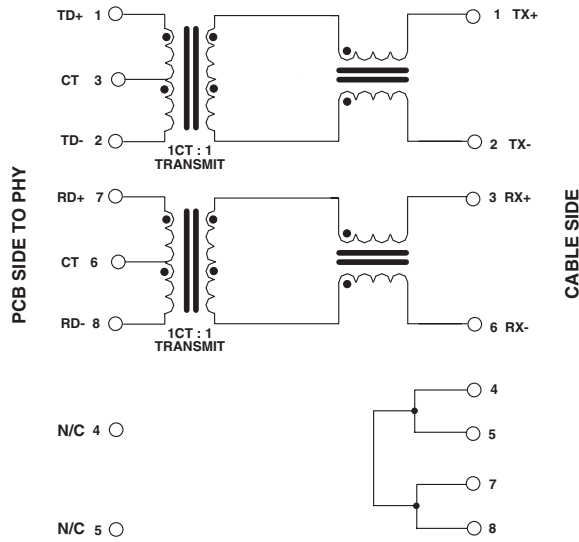 TD+ 1
1 TX+
CT 3
TD- 2
2 TX-
1CT : 1
TRANSMIT
RD+ 7
3 RX+
CT 6
RD- 8
6 RX-
1CT : 1
TRANSMIT
PCB SIDE TO PHY
CABLE SIDE
4
N/C 4
5
7
N/C 5
8